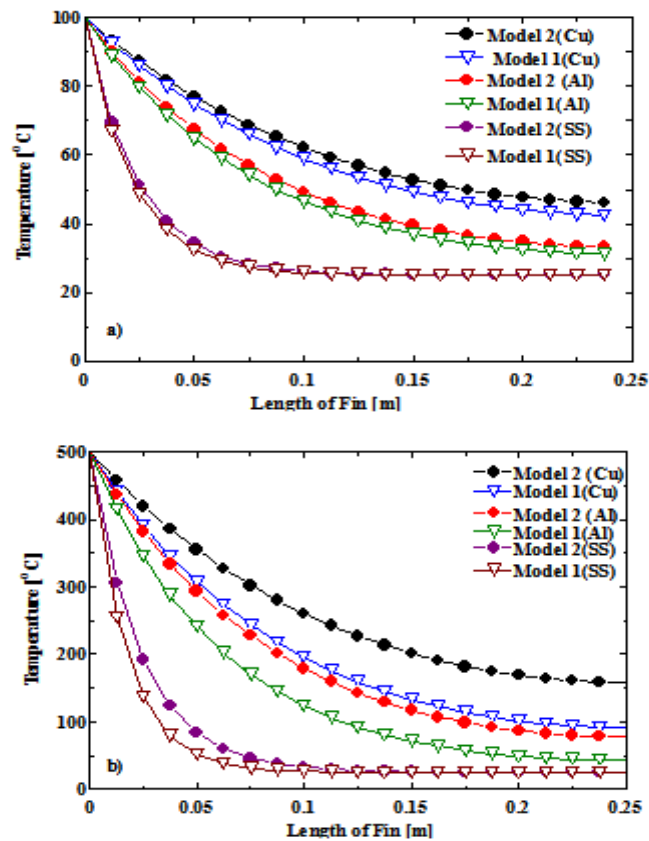 100
80
60
40
20
0
Temperature [⁰C]
Model 2(Cu)
Model 1(Cu)
Model 2 (Al)
Model 1(Al)
Model 2(SS)
Model 1(SS)
a)
0 0.05 0.1 0.15 0.2 0.25
Length of Fin [m]
500
400
300
200
100
0
Temperature [⁰C]
Model 2 (Cu)
Model 1(Cu)
Model 2 (Al)
Model 1(Al)
Model 2(SS)
Model 1(SS)
b)
0 0.05 0.1 0.15 0.2 0.25
Length of Fin [m]